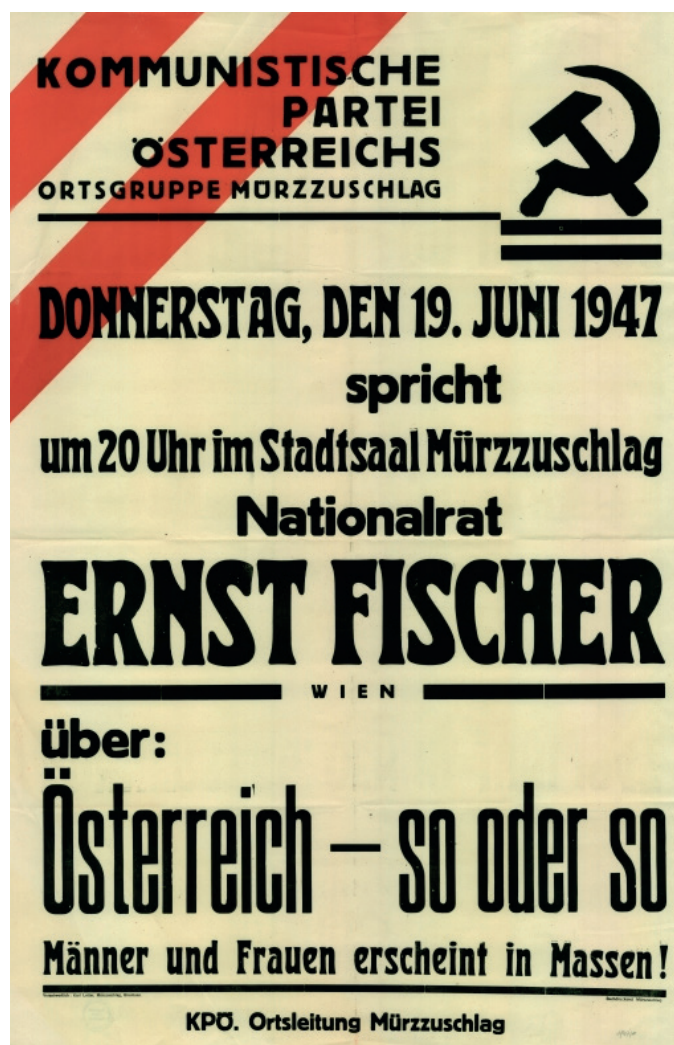 KOMMUNISTISCHE
PARTEI
ÖSTERREICHS
ORTSGRUPPE MÜRZZUSCHLAG
DONNERSTAG, DEN 19. JUNI 1947
spricht
um 20 Uhr im Stadtsaal Mürzzuschlag
Nationalrat
ERNST FISCHER
WIEN
über:
Österreich — so oder so
Männer und Frauen erscheint in Massen!
KPÖ. Ortsleitung Mürzzuschlag